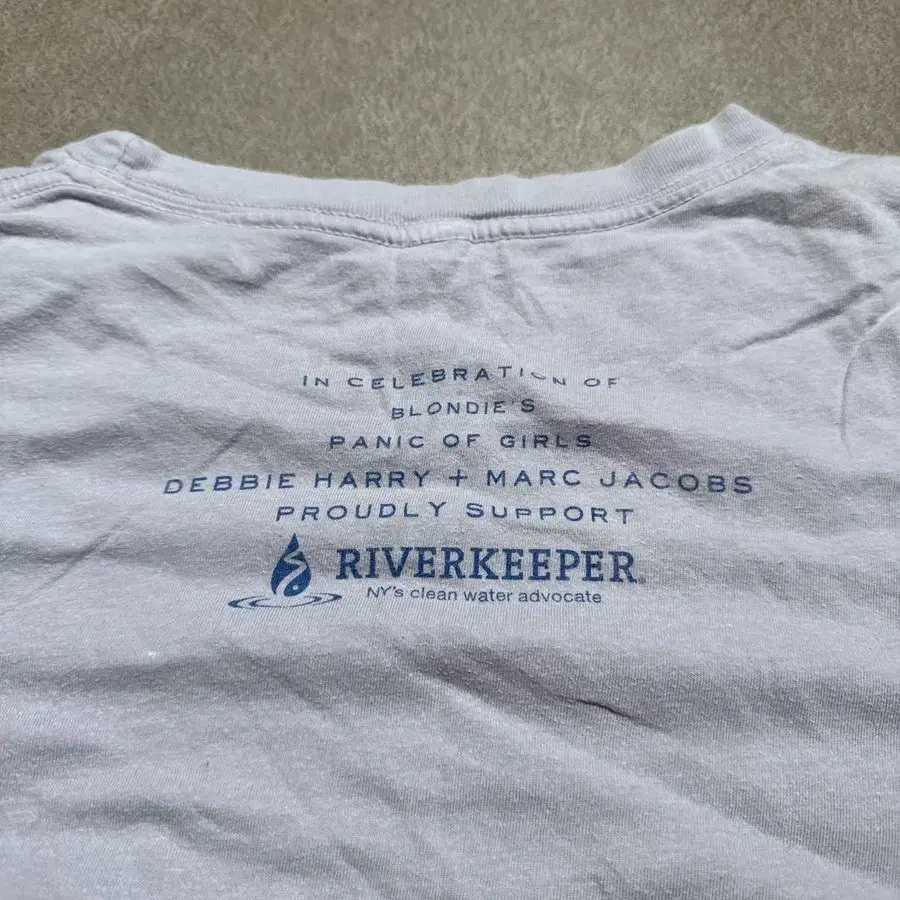 IN CELEBRATION OF
BLONDIE'S
PANIC OF GIRLS
DEBBIE HARRY + MARC JACOBS
PROUDLY SUPPORT
RIVERKEEPER®
NY's clean water advocate